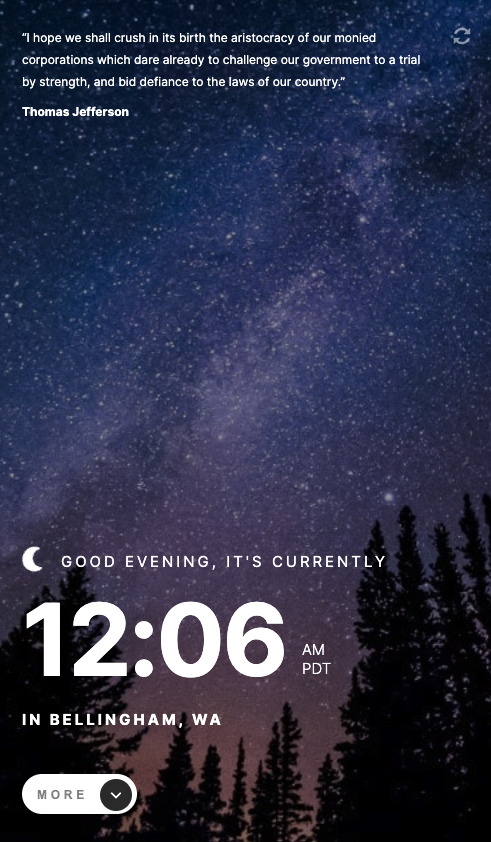 “I hope we shall crush in its birth the aristocracy of our monied
corporations which dare already to challenge our government to a trial
by strength, and bid defiance to the laws of our country.”
Thomas Jefferson
GOOD EVENING, IT'S CURRENTLY
12:06 AM
PDT
IN BELLINGHAM, WA
MORE